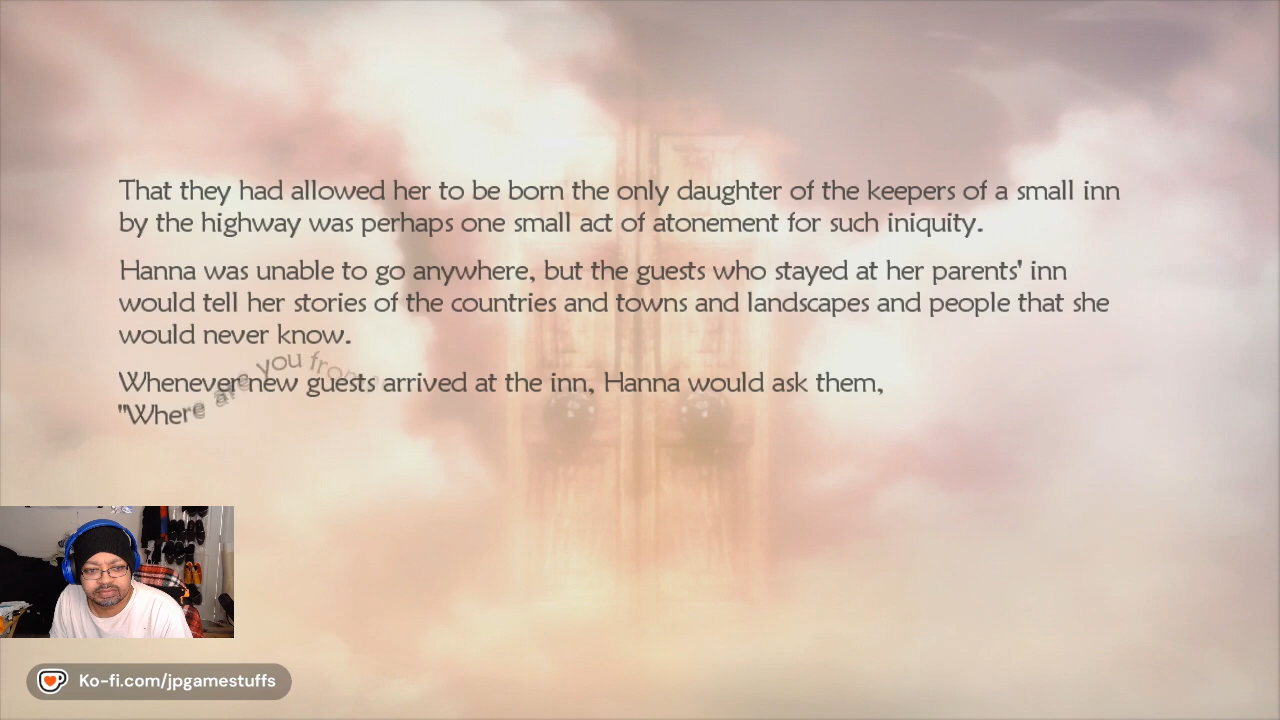 That they had allowed her to be born the only daughter of the keepers of a small inn
by the highway was perhaps one small act of atonement for such iniquity.
Hanna was unable to go anywhere, but the guests who stayed at her parents' inn
would tell her stories of the countries and towns and landscapes and people that she
would never know.
Whenever new guests arrived at the inn, Hanna would ask them,
"Where are you from
Ko-fi.com/jpgamestuffs